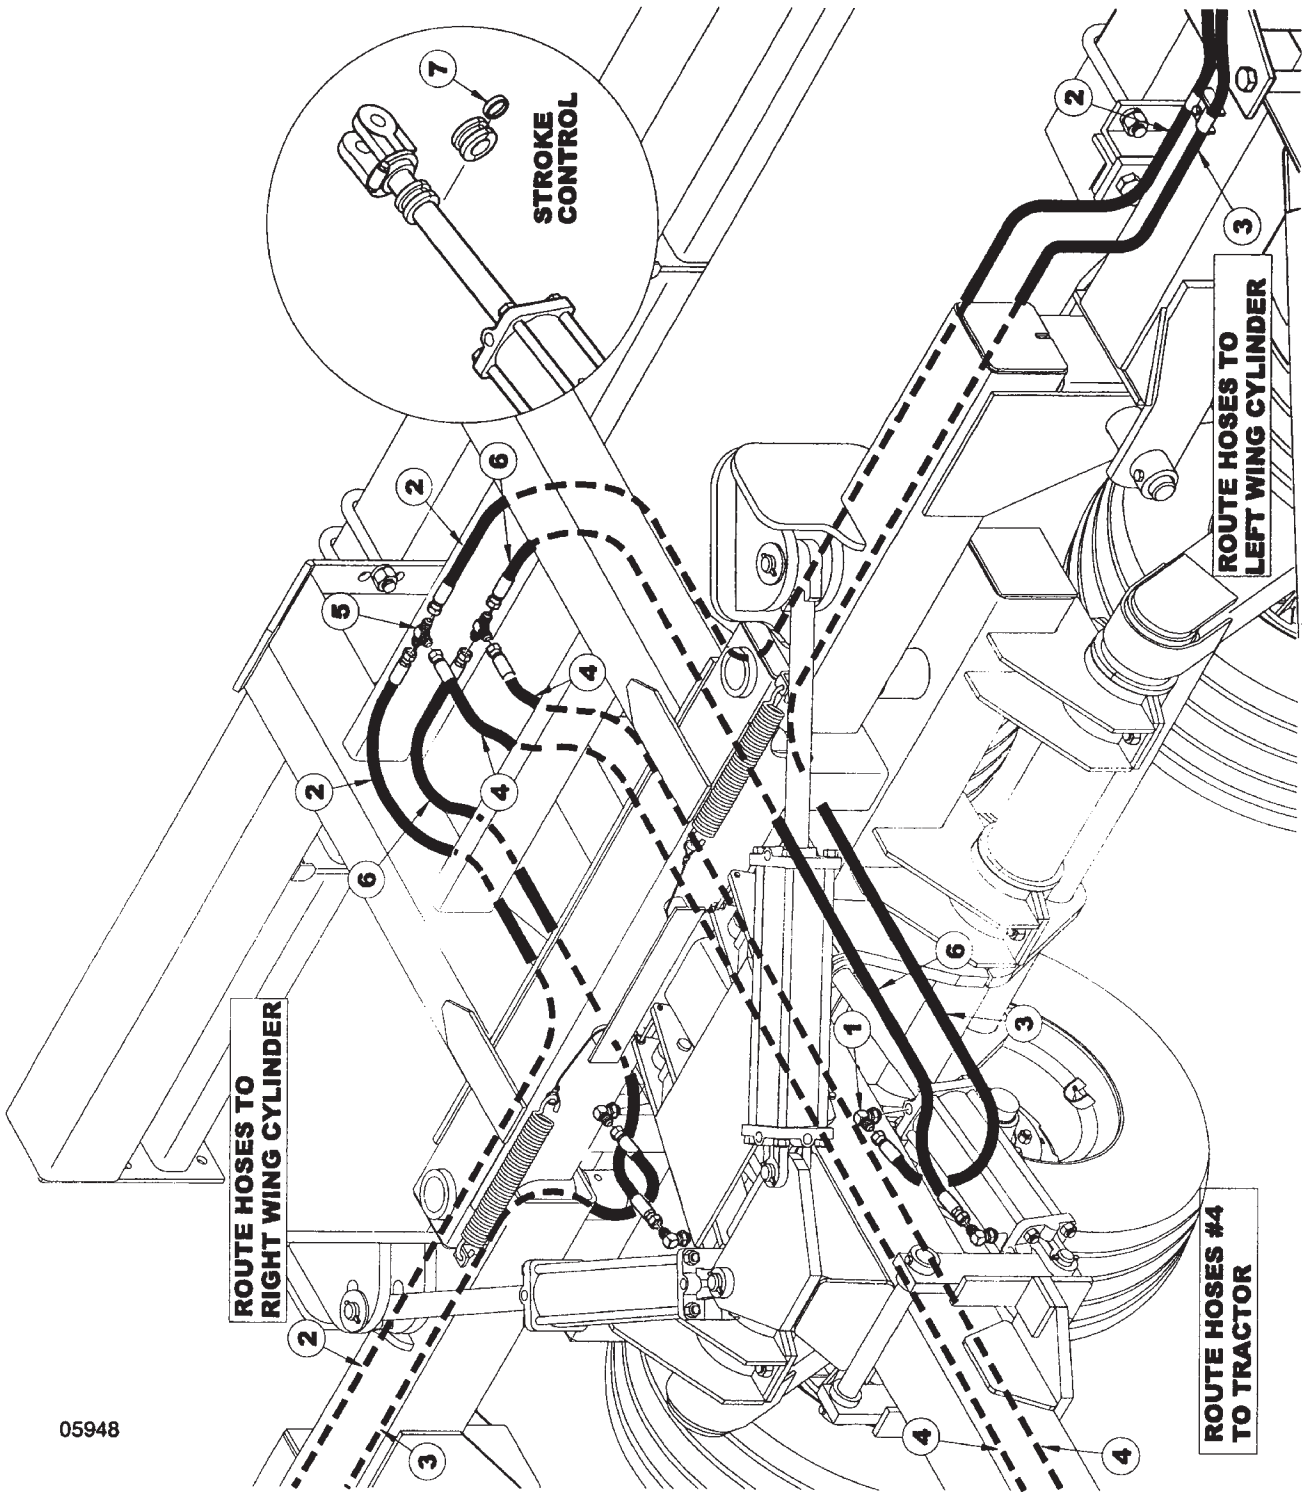 7
STROKE
CONTROL
2
3
6
2
5
4
4
2
6
ROUTE HOSES TO
LEFT WING CYLINDER
ROUTE HOSES TO
RIGHT WING CYLINDER
6
1
3
2
3
4
4
ROUTE HOSES #4
TO TRACTOR
05948